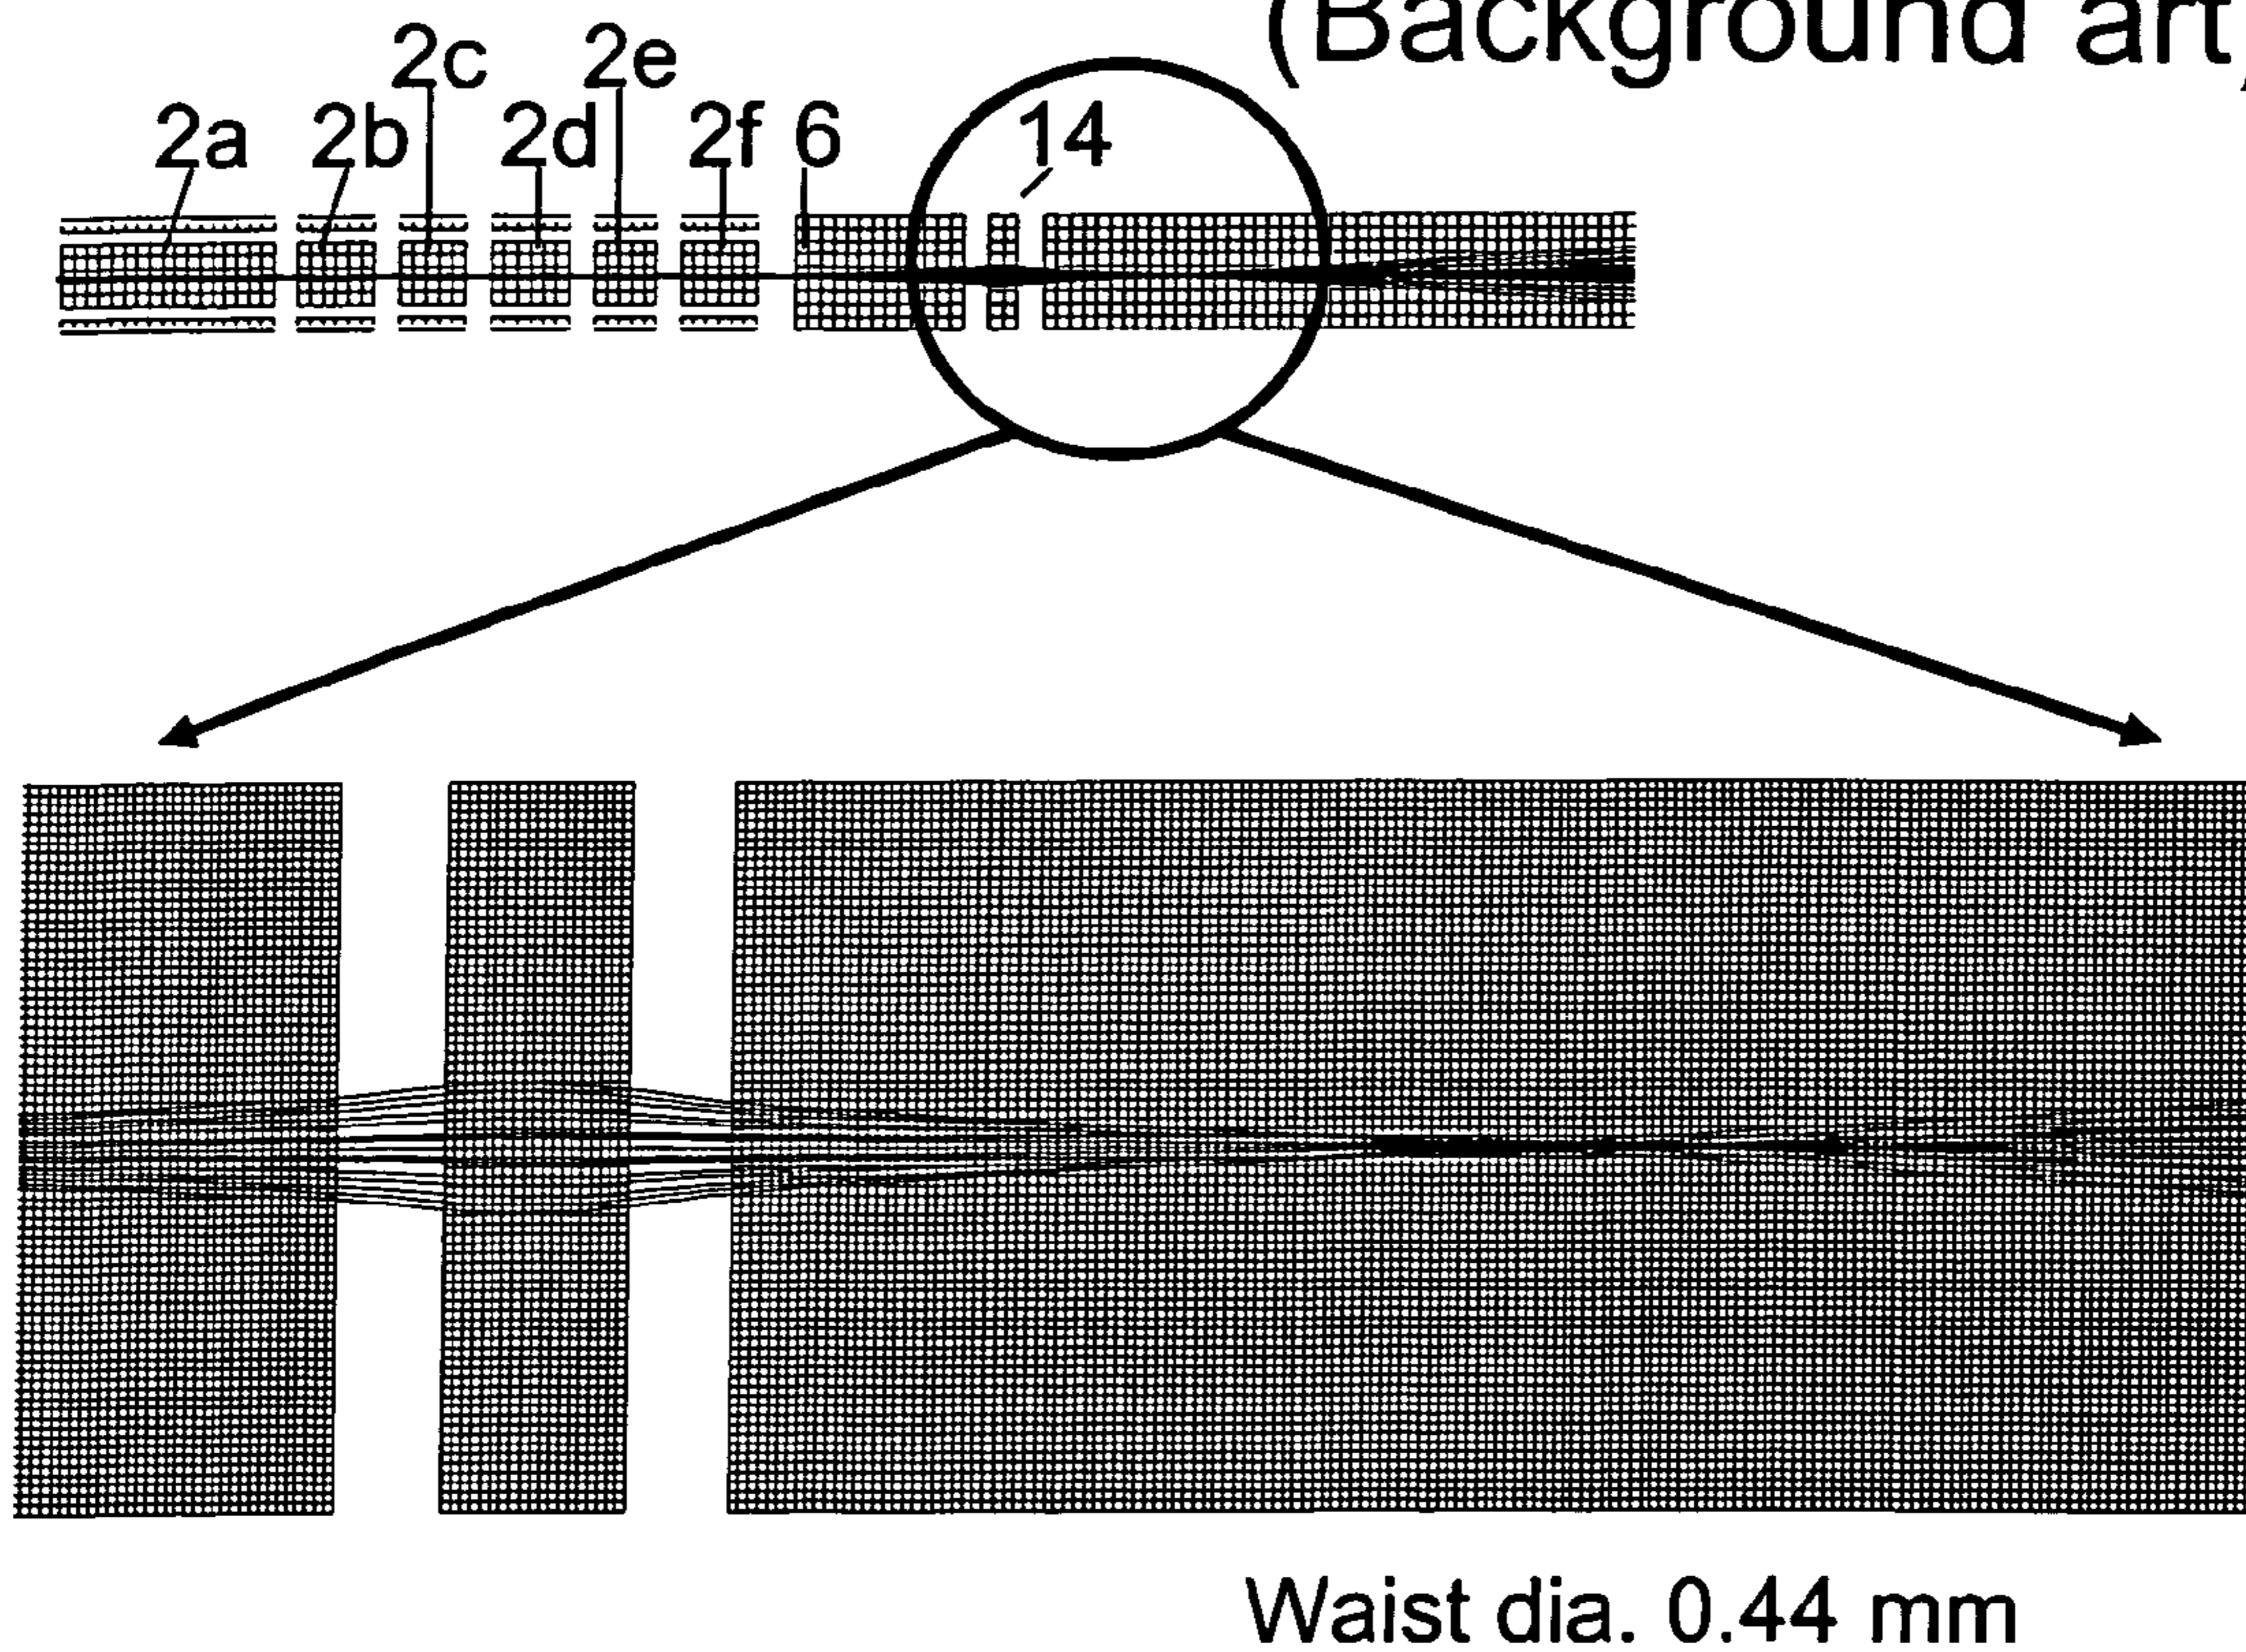 (Background art)
2c 2e
2a 2b 2d 2f 6 14
Waist dia. 0.44 mm